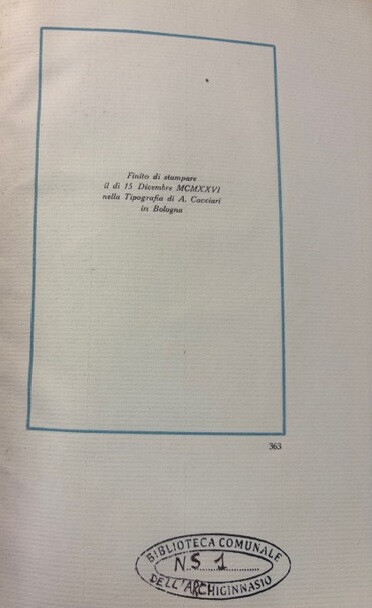 Finito di stampare
il dì 15 Dicembre MCMXXVI
nella Tipografia di A. Cacciari
in Bologna
363
BIBLIOTECA COMUNALE
N.S 1
DELL'ARCHIGINNASIO